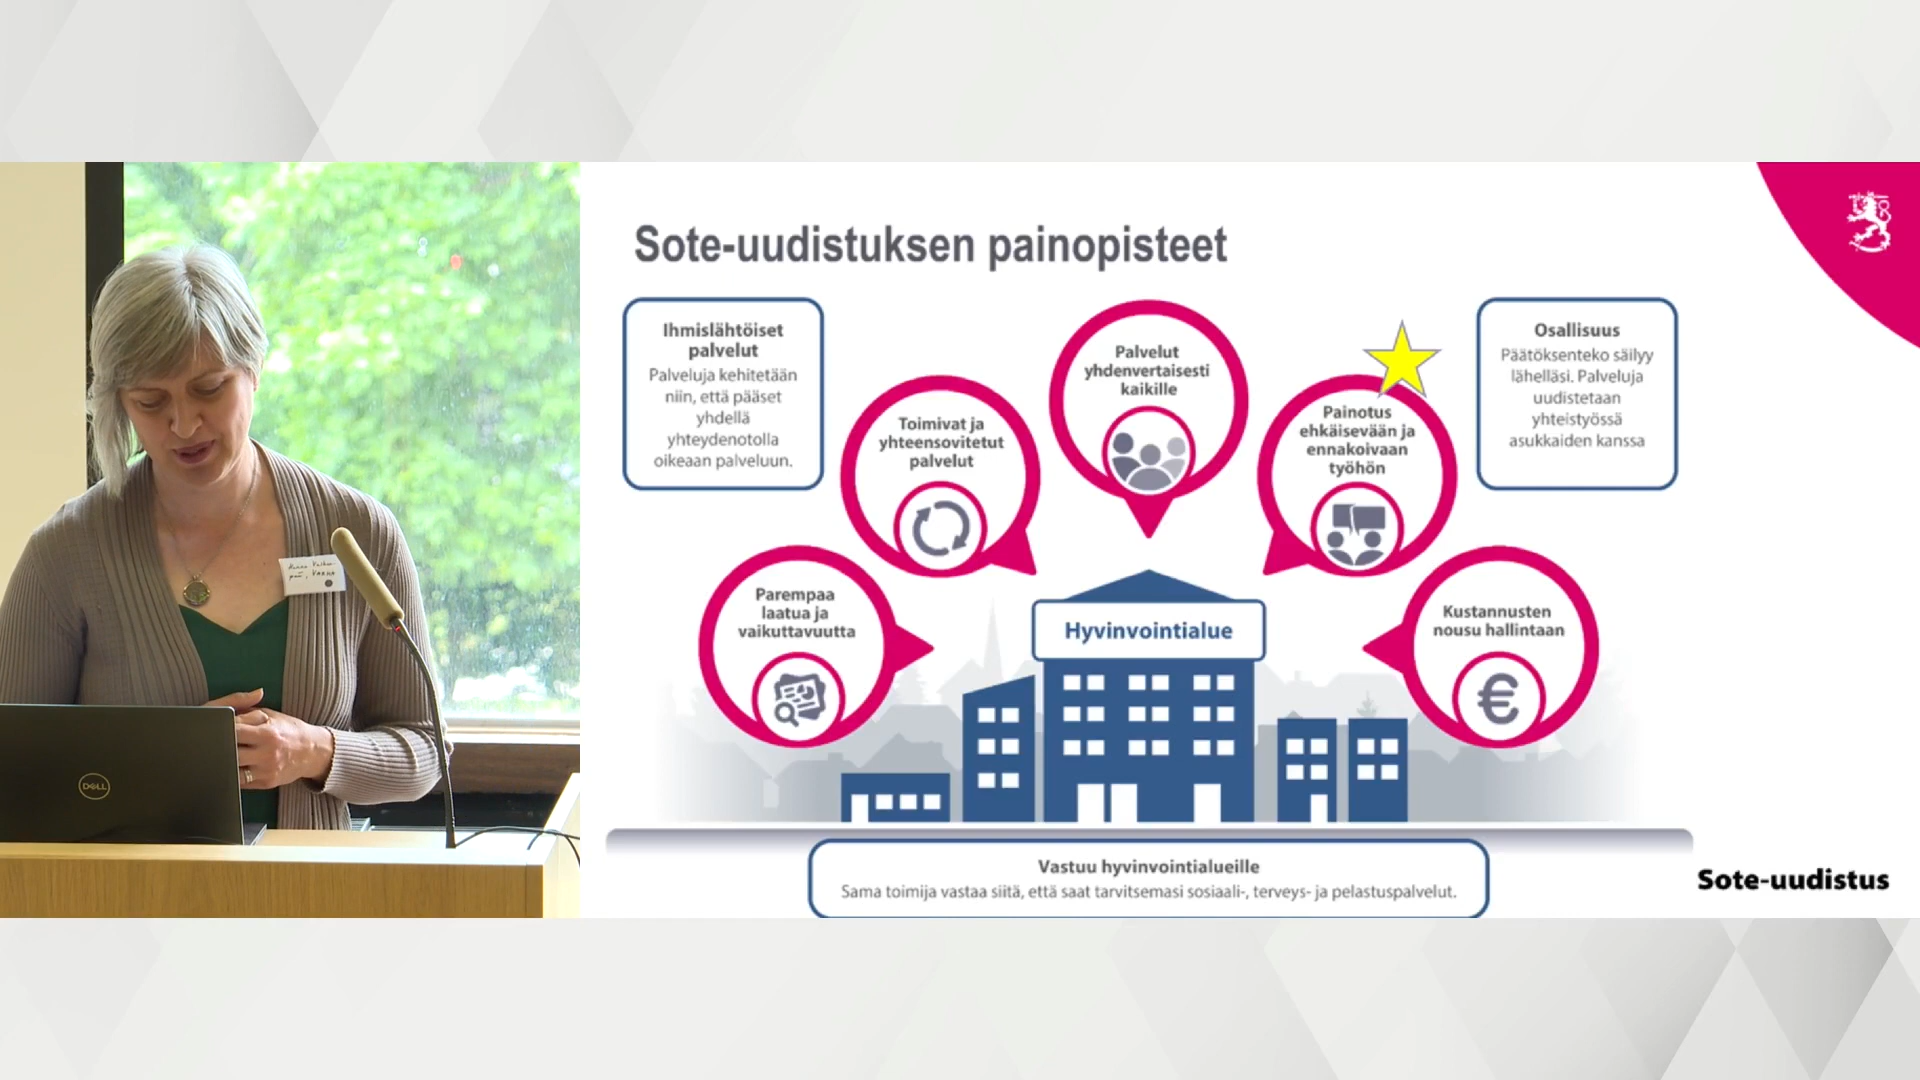 Sote-uudistuksen painopisteet
Ihmislähtöiset
palvelut
Palveluja kehitetään
niin, että pääset
yhdellä
yhteydenotolla
oikeaan palveluun.
Toimivat ja
yhteensovitetut
palvelut
Palvelut
yhdenvertaisesti
kaikille
Painotus
ehkäisevään ja
ennakoivaan
työhön
Osallisuus
Päätöksenteko säilyy
lähelläsi. Palveluja
uudistetaan
yhteistyössä
asukkaiden kanssa
Parempaa
laatua ja
vaikuttavuutta
Hyvinvointialue
Kustannusten
nousu hallintaan
€
Vastuu hyvinvointialueille
Sama toimija vastaa siitä, että saat tarvitsemasi sosiaali-, terveys- ja pelastuspalvelut.
Sote-uudistus
DELL